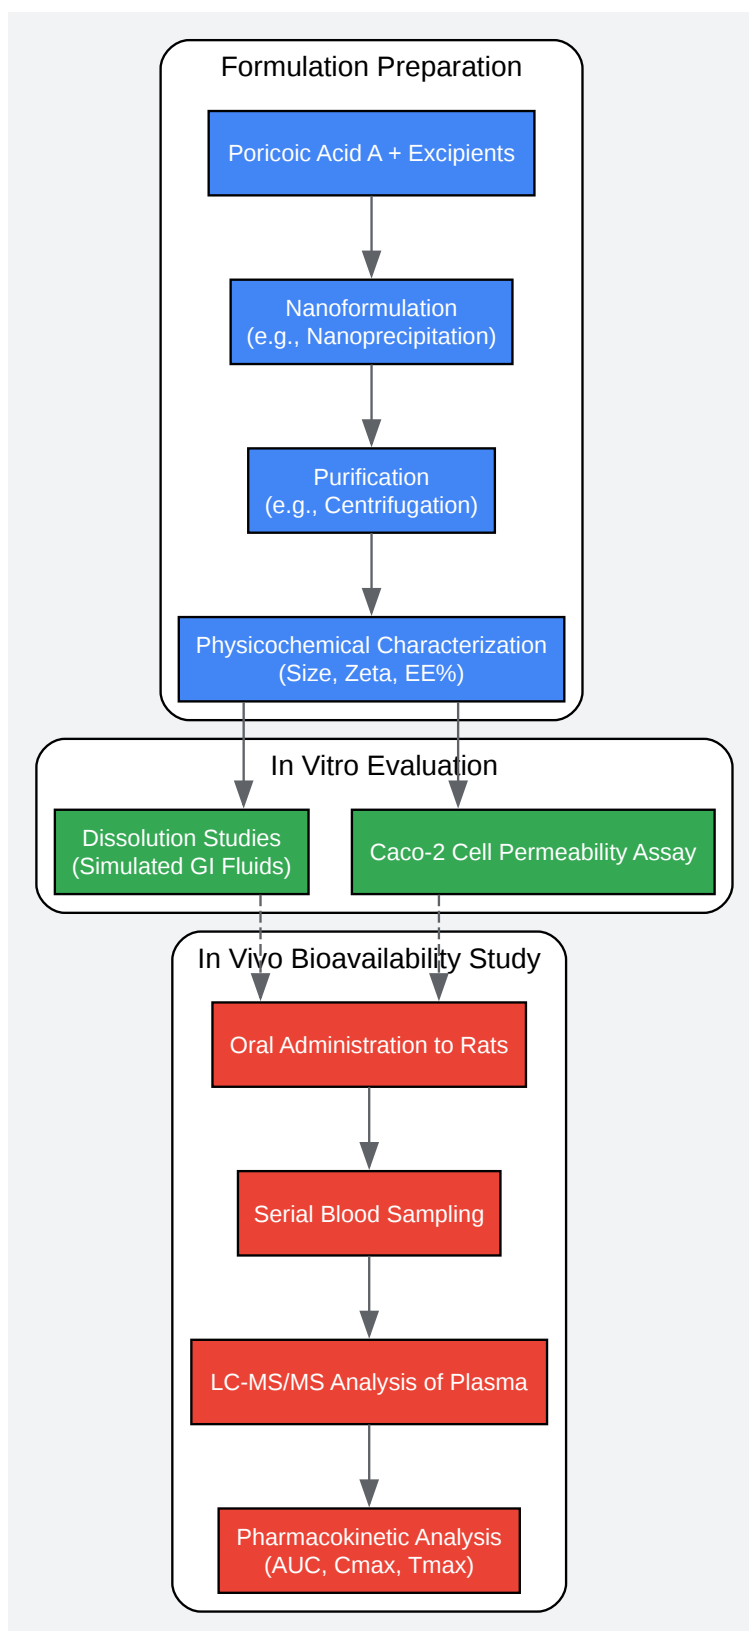 Formulation Preparation
Poricoic Acid A + Excipients
Nanoformulation
(e.g., Nanoprecipitation)
Purification
(e.g., Centrifugation)
Physicochemical Characterization
(Size, Zeta, EE%)
In Vitro Evaluation
Dissolution Studies
(Simulated GI Fluids)
Caco-2 Cell Permeability Assay
In Vivo Bioavailability Study
Oral Administration to Rats
Serial Blood Sampling
LC-MS/MS Analysis of Plasma
Pharmacokinetic Analysis
(AUC, Cmax, Tmax)